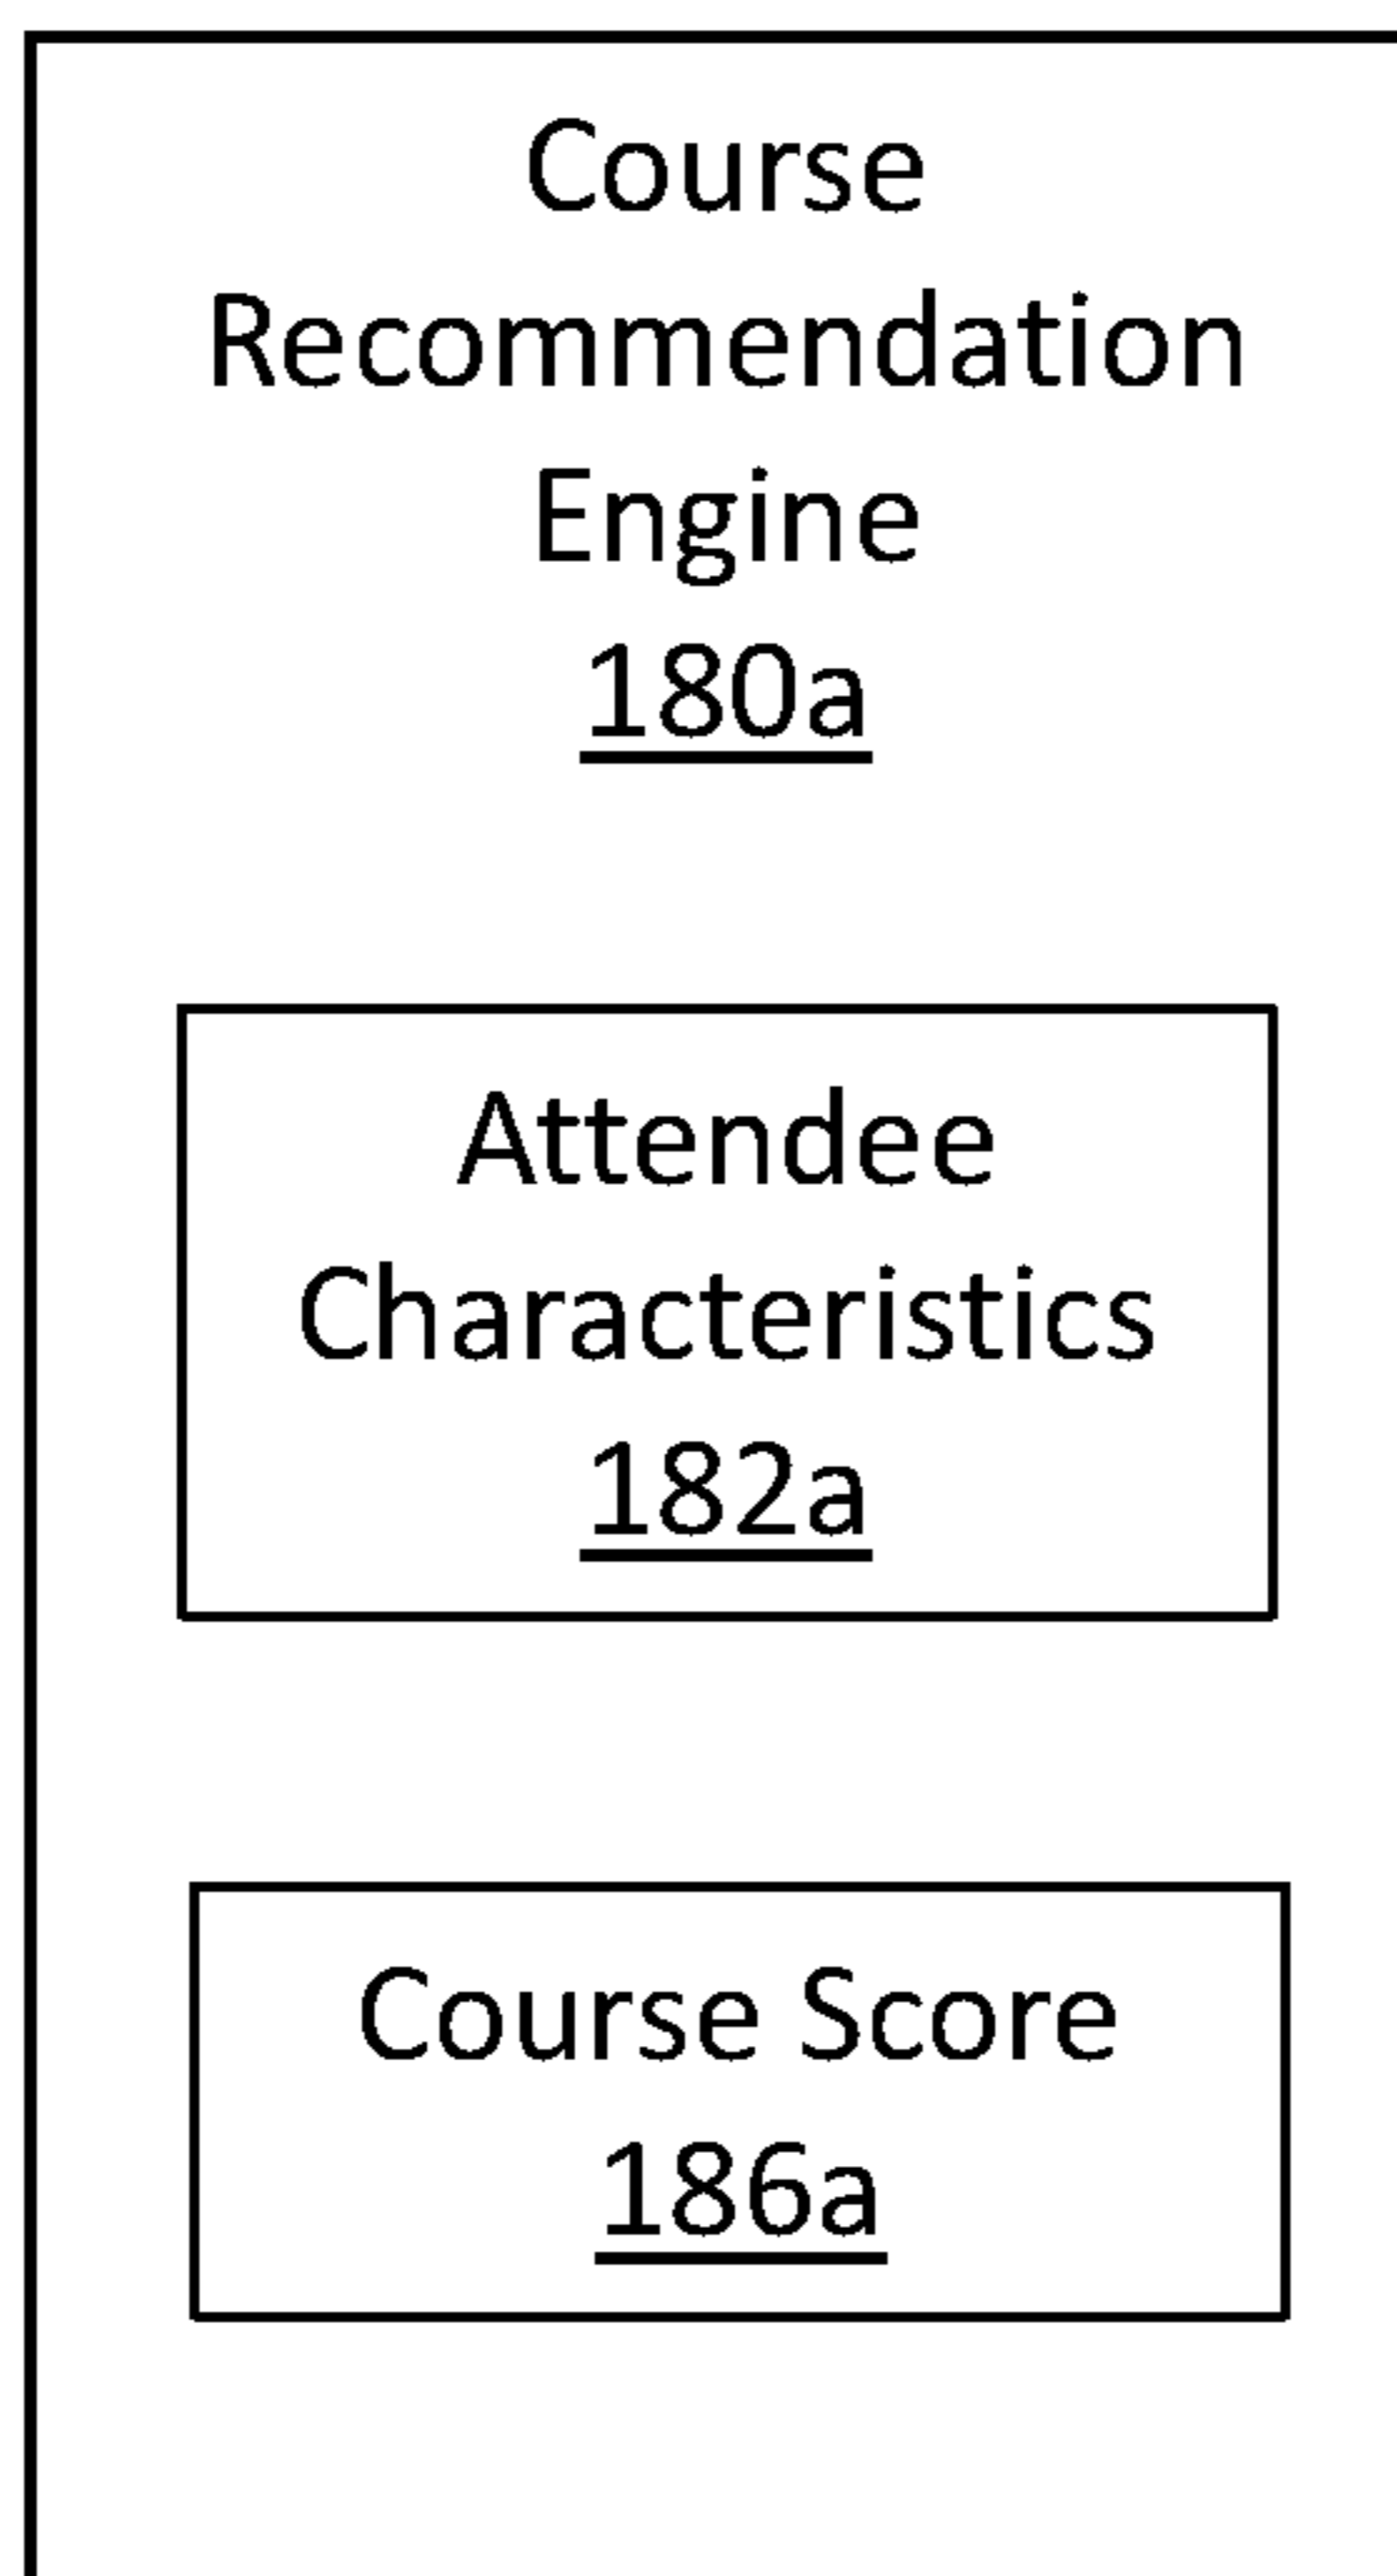 Course
Recommendation
Engine
180a
Attendee
Characteristics
182a
Course Score
186a